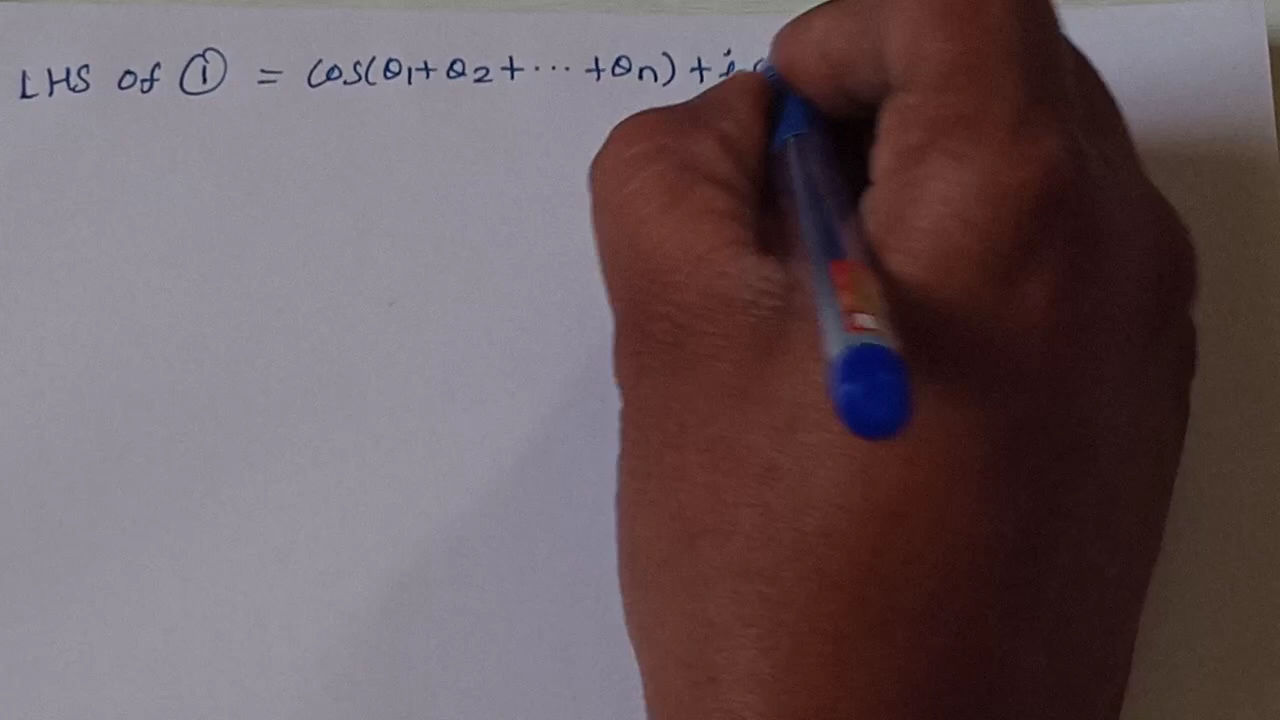 LHS of ① = cos(θ1+θ2+⋯+θn)+i